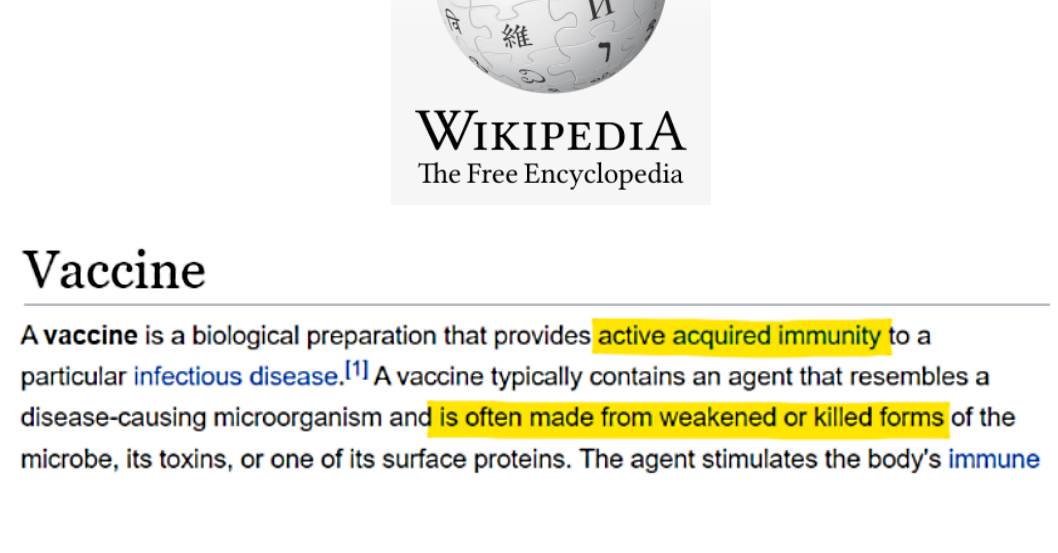 維
И
WIKIPEDIA
The Free Encyclopedia
Vaccine
A vaccine is a biological preparation that provides active acquired immunity to a
particular infectious disease.[1] A vaccine typically contains an agent that resembles a
disease-causing microorganism and is often made from weakened or killed forms of the
microbe, its toxins, or one of its surface proteins. The agent stimulates the body's immune